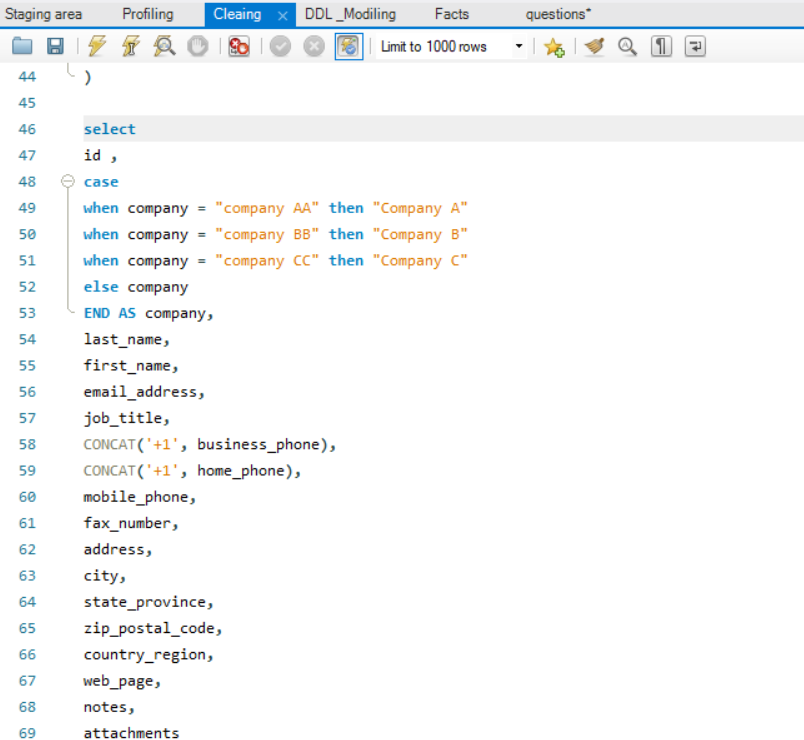 Staging area Profiling Cleaing × DDL _Modiling Facts questions*
Limit to 1000 rows
44 )
45
46 select
47 id ,
48 case
49 when company = "company AA" then "Company A"
50 when company = "company BB" then "Company B"
51 when company = "company CC" then "Company C"
52 else company
53 END AS company,
54 last_name,
55 first_name,
56 email_address,
57 job_title,
58 CONCAT('+1', business_phone),
59 CONCAT('+1', home_phone),
60 mobile_phone,
61 fax_number,
62 address,
63 city,
64 state_province,
65 zip_postal_code,
66 country_region,
67 web_page,
68 notes,
69 attachments